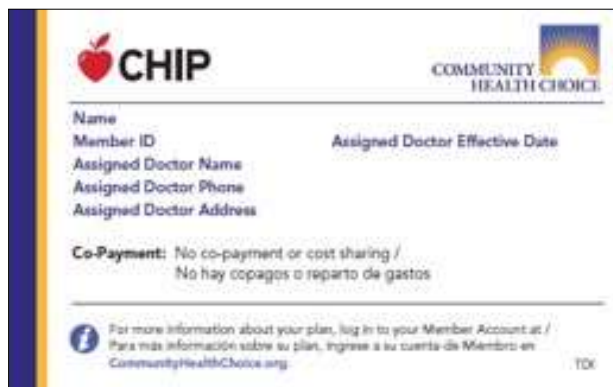 CHIP
COMMUNITY
HEALTH CHOICE
Name
Member ID Assigned Doctor Effective Date
Assigned Doctor Name
Assigned Doctor Phone
Assigned Doctor Address
Co-Payment: No co-payment or cost sharing /
No hay copagos o reparto de gastos
For more information about your plan, log in to your Member Account at /
Para más información sobre su plan, ingrese a su cuenta de Miembro en
CommunityHealthChoice.org.
TDI